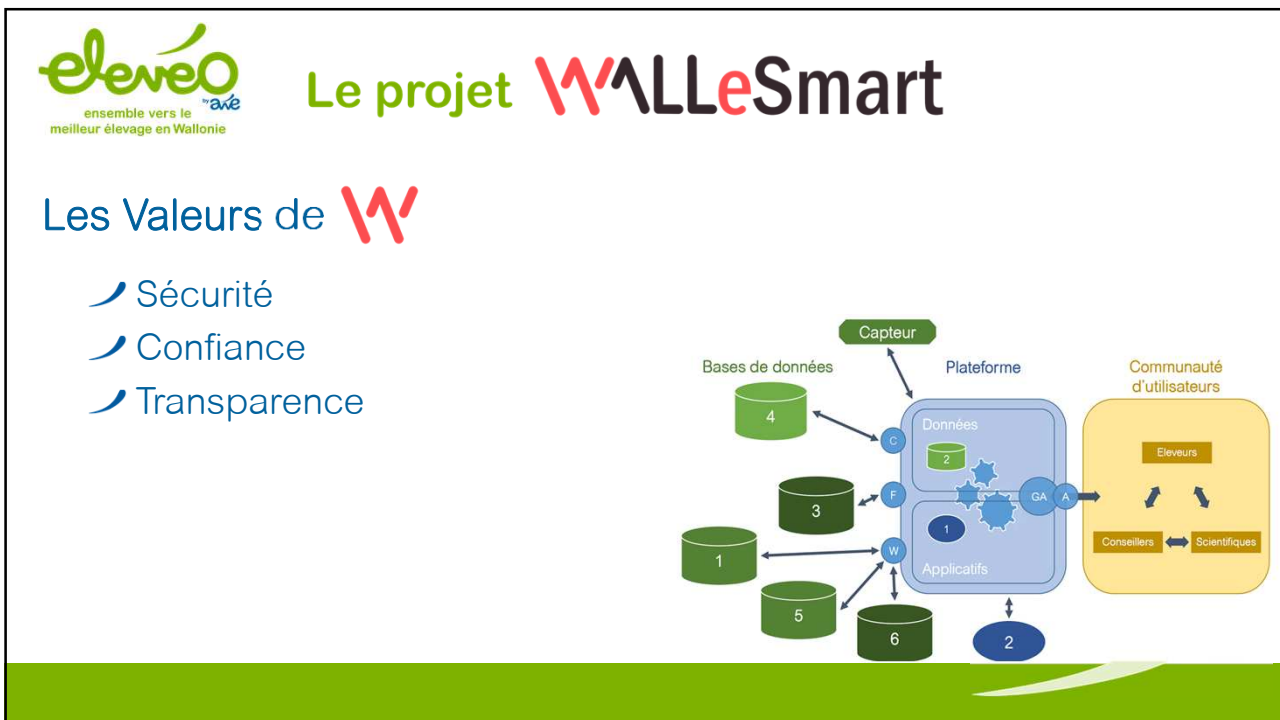 elevéo
by awé
ensemble vers le
meilleur élevage en Wallonie
Le projet WALLeSmart
Les Valeurs de W
Sécurité
Confiance
Transparence
Capteur
Bases de données
Plateforme
Communauté
d'utilisateurs
4
C
Données
2
Eleveurs
3
F
GA
A
1
W
1
Conseillers
Scientifiques
Applicatifs
5
6
2